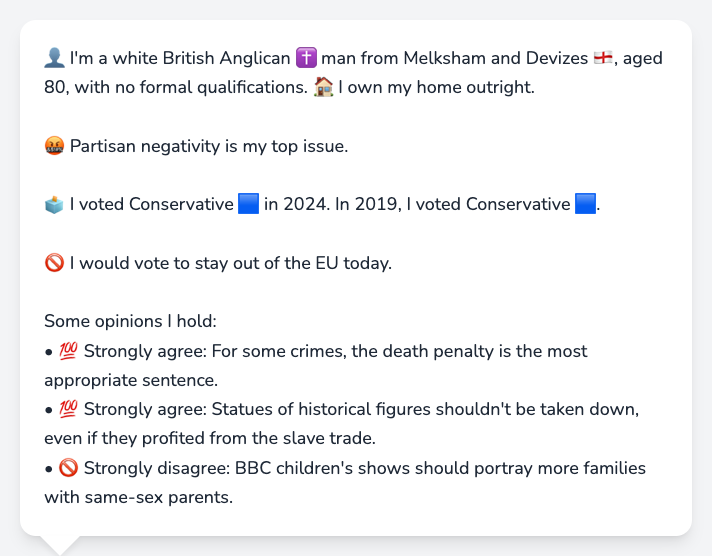 👤 I'm a white British Anglican ✝️ man from Melksham and Devizes 🏴󠁧󠁢󠁥󠁮󠁧󠁿, aged
80, with no formal qualifications. 🏠 I own my home outright.
🤬 Partisan negativity is my top issue.
🗳️ I voted Conservative 🟦 in 2024. In 2019, I voted Conservative 🟦.
🚫 I would vote to stay out of the EU today.
Some opinions I hold:
• 💯 Strongly agree: For some crimes, the death penalty is the most
appropriate sentence.
• 💯 Strongly agree: Statues of historical figures shouldn't be taken down,
even if they profited from the slave trade.
• 🚫 Strongly disagree: BBC children's shows should portray more families
with same-sex parents.